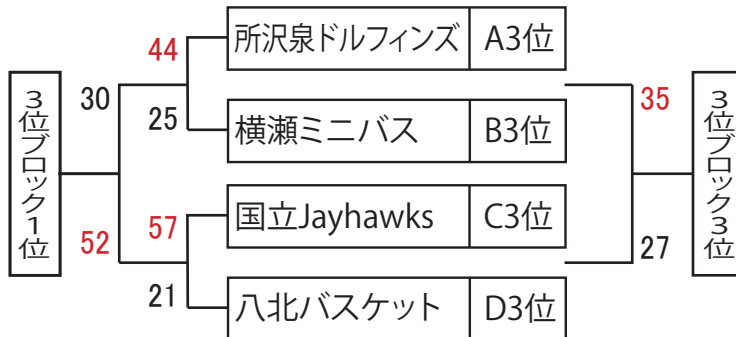 44 所沢泉ドルフィンズ A3位
30 35
25 横瀬ミニバス B3位
3位ブロック1位
3位ブロック3位
57 国立Jayhawks C3位
52 27
21 八北バスケット D3位